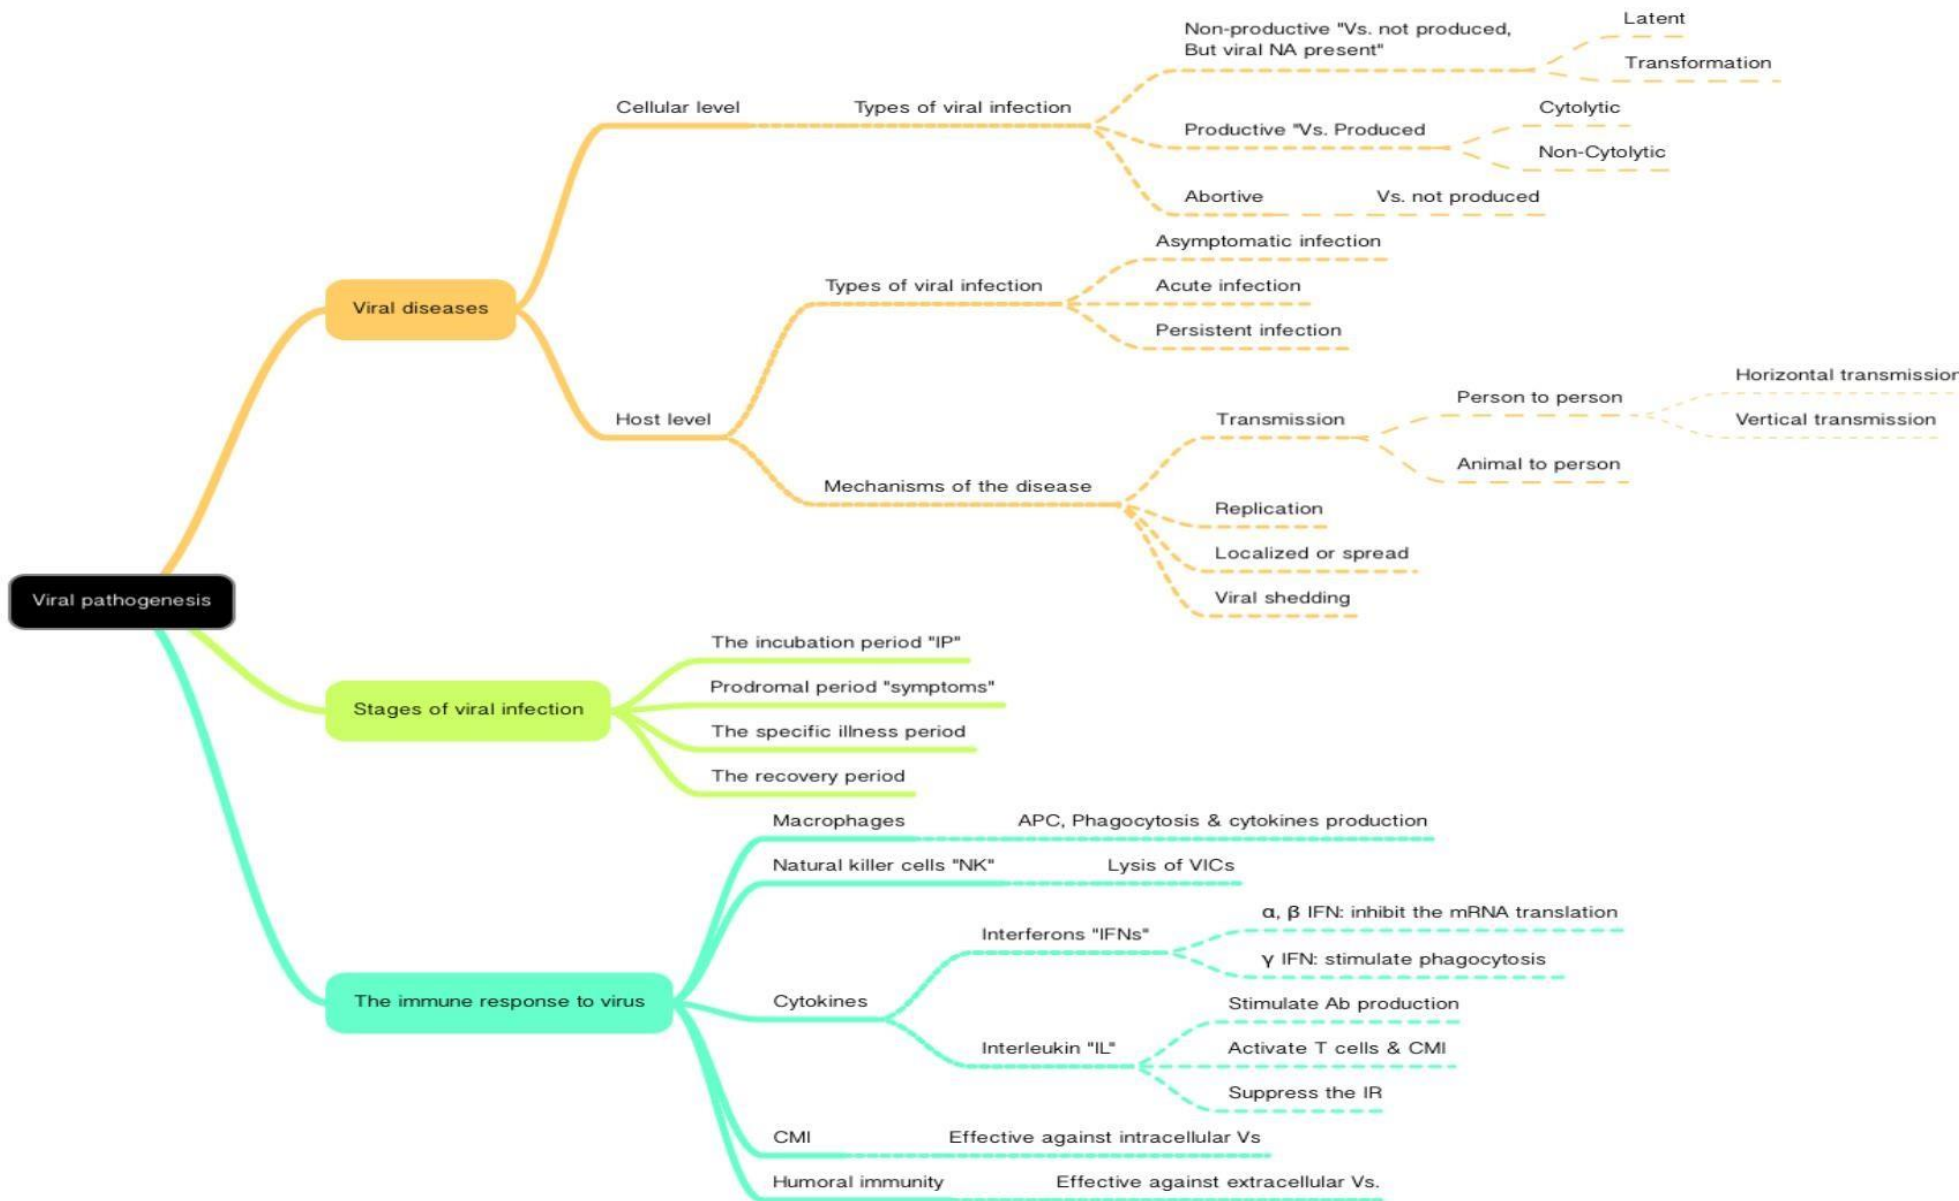 Latent
Non-productive "Vs. not produced,
But viral NA present"
Transformation
Cellular level
Types of viral infection
Cytolytic
Productive "Vs. Produced
Non-Cytolytic
Abortive
Vs. not produced
Asymptomatic infection
Types of viral infection
Acute infection
Viral diseases
Persistent infection
Horizontal transmission
Person to person
Host level
Transmission
Vertical transmission
Animal to person
Mechanisms of the disease
Replication
Localized or spread
Viral shedding
Viral pathogenesis
The incubation period "IP"
Prodromal period "symptoms"
Stages of viral infection
The specific illness period
The recovery period
Macrophages
APC, Phagocytosis & cytokines production
Natural killer cells "NK"
Lysis of VICs
α, β IFN: inhibit the mRNA translation
Interferons "IFNs"
γ IFN: stimulate phagocytosis
The immune response to virus
Cytokines
Stimulate Ab production
Interleukin "IL"
Activate T cells & CMI
Suppress the IR
CMI
Effective against intracellular Vs
Humoral immunity
Effective against extracellular Vs.